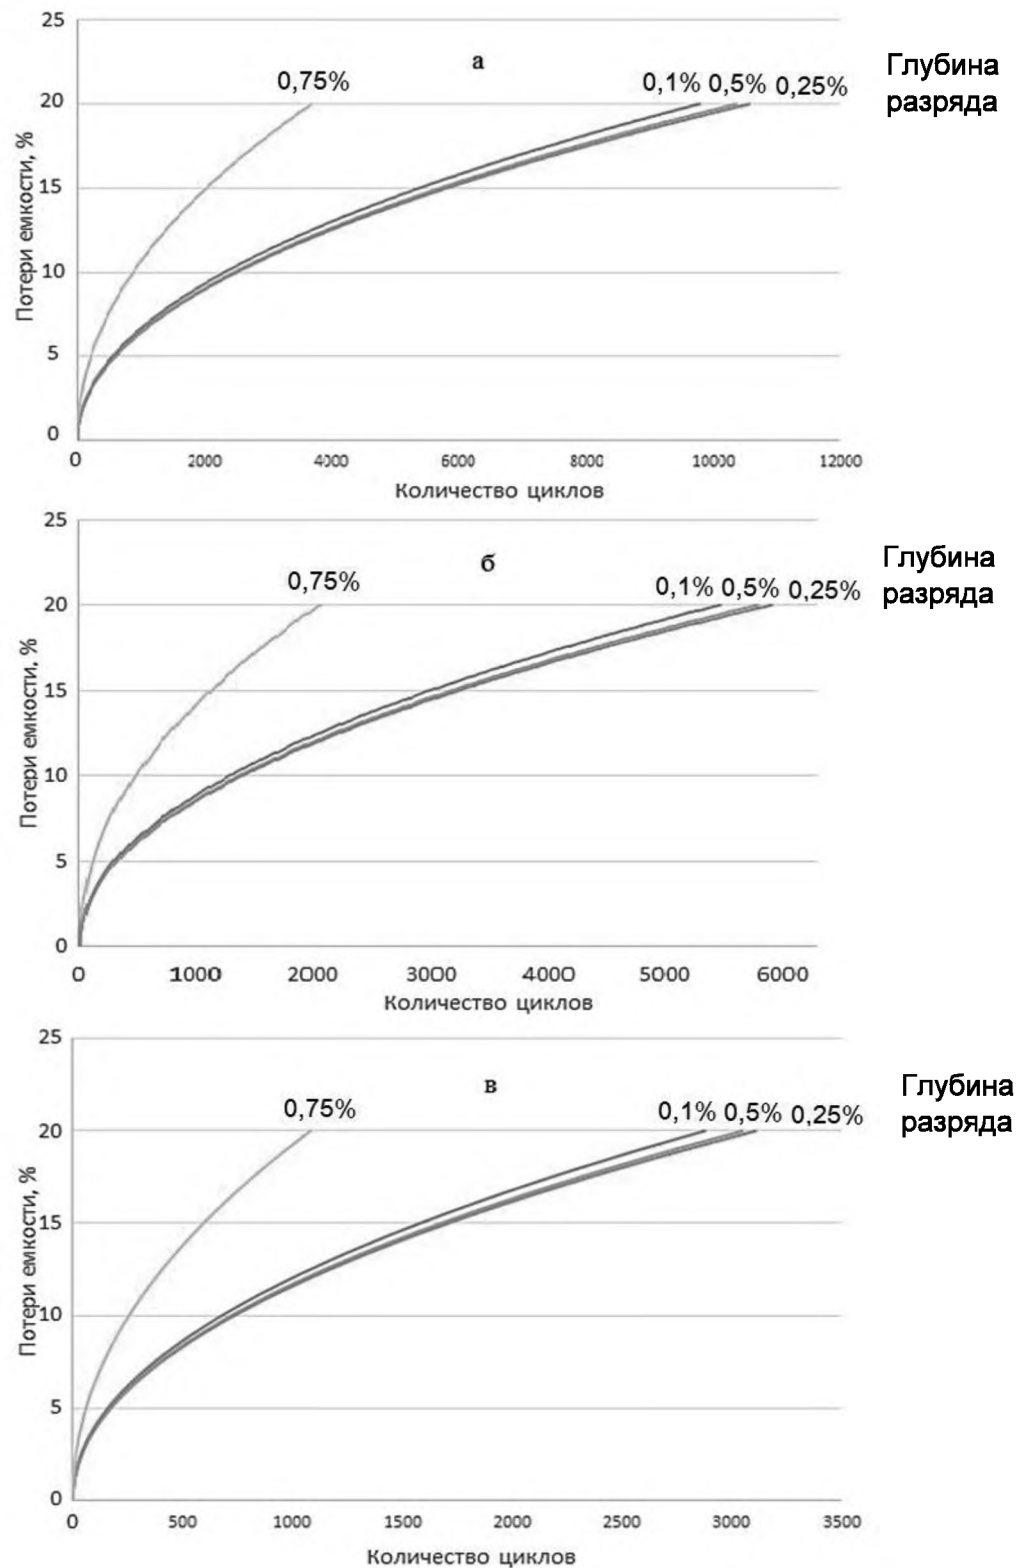 25
а
0,75%
0,1% 0,5% 0,25%
Глубина
разряда
20
15
10
5
0
Потери емкости, %
0 2000 4000 6000 8000 10000 12000
Количество циклов
25
б
0,75%
0,1% 0,5% 0,25%
Глубина
разряда
20
15
10
5
0
Потери емкости, %
0 1000 2000 3000 4000 5000 6000
Количество циклов
25
в
0,75%
0,1% 0,5% 0,25%
Глубина
разряда
20
15
10
5
0
Потери емкости, %
0 500 1000 1500 2000 2500 3000 3500
Количество циклов